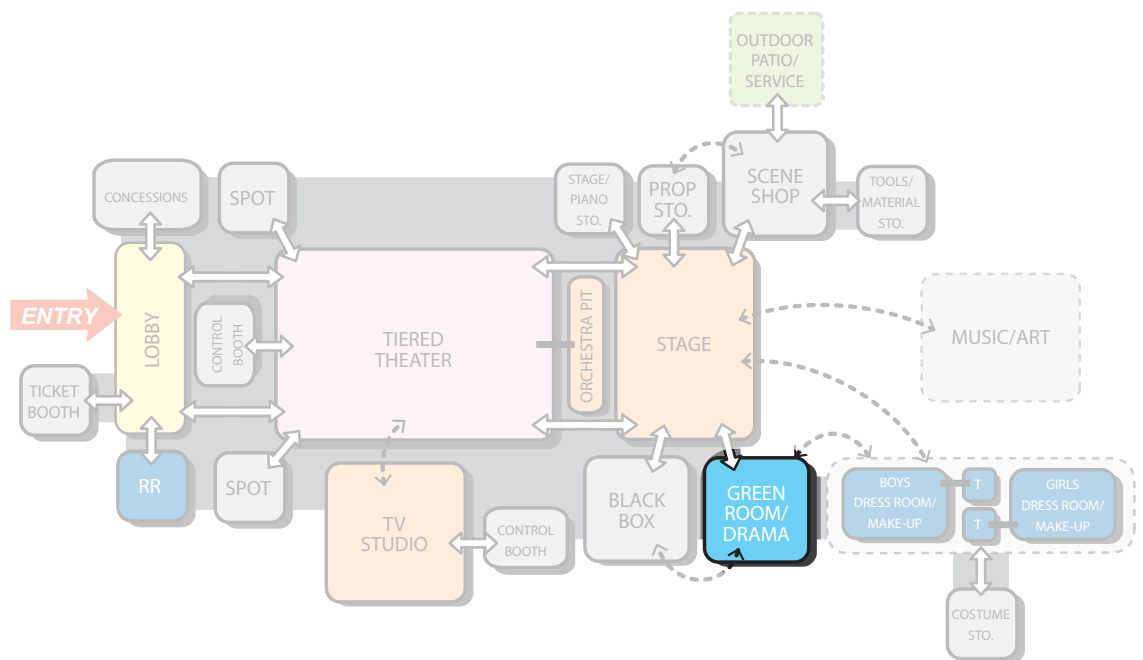 OUTDOOR
PATIO/
SERVICE
CONCESSIONS
SPOT
STAGE/
PIANO
STO.
PROP
STO.
SCENE
SHOP
TOOLS/
MATERIAL
STO.
ENTRY
LOBBY
CONTROL
BOOTH
TIERED
THEATER
ORCHESTRA PIT
STAGE
MUSIC/ART
TICKET
BOOTH
RR
SPOT
TV
STUDIO
CONTROL
BOOTH
BLACK
BOX
GREEN
ROOM/
DRAMA
BOYS
DRESS ROOM/
MAKE-UP
T
T
GIRLS
DRESS ROOM/
MAKE-UP
COSTUME
STO.